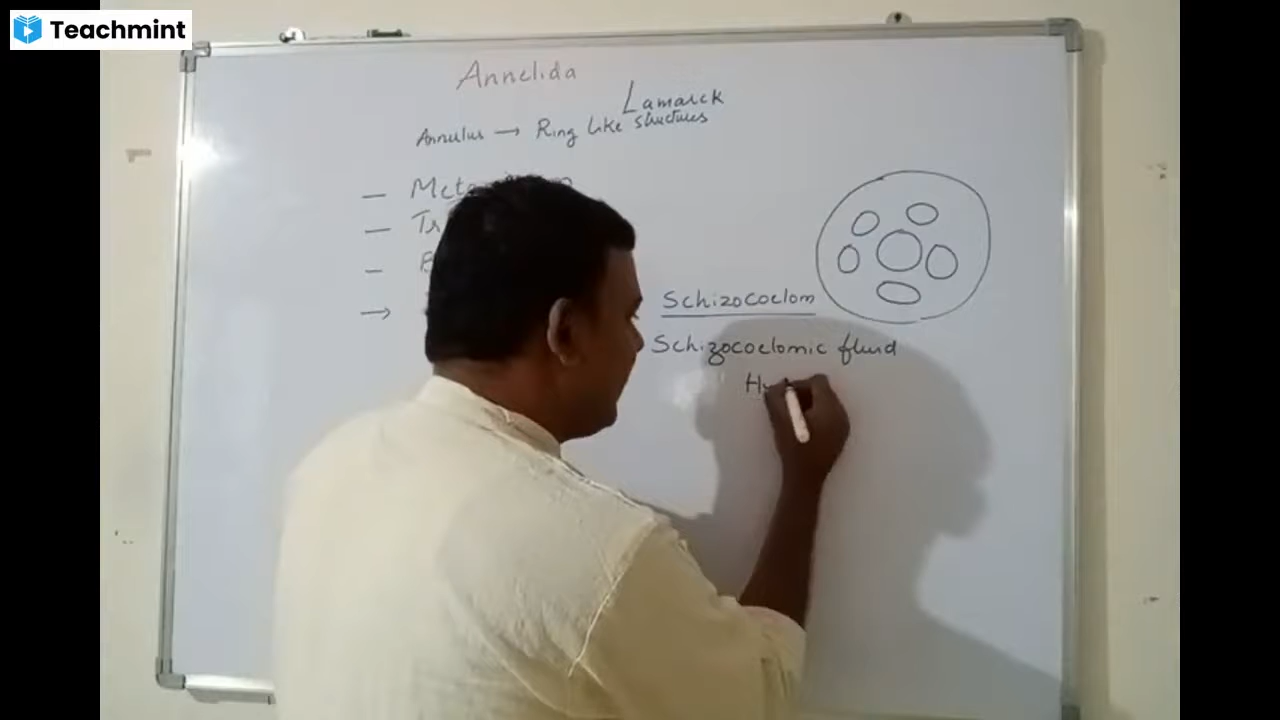 Teachmint
Annelida
Lamarck
Annulus → Ring like structures
Schizocoelom
Schizocoelomic fluid